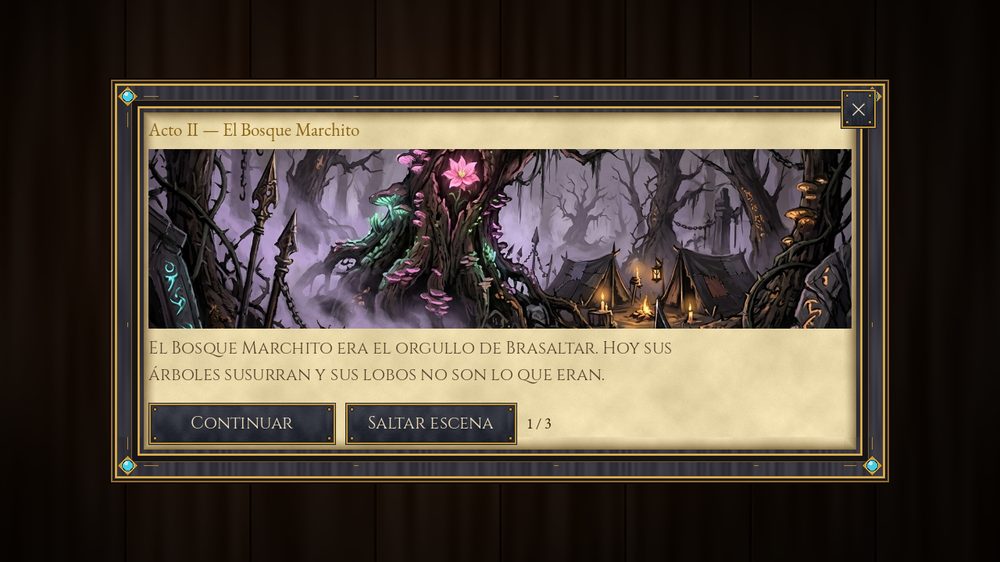 Acto II — El Bosque Marchito
El Bosque Marchito era el orgullo de Brasaltar. Hoy sus
árboles susurran y sus lobos no son lo que eran.
Continuar
Saltar escena
1 / 3